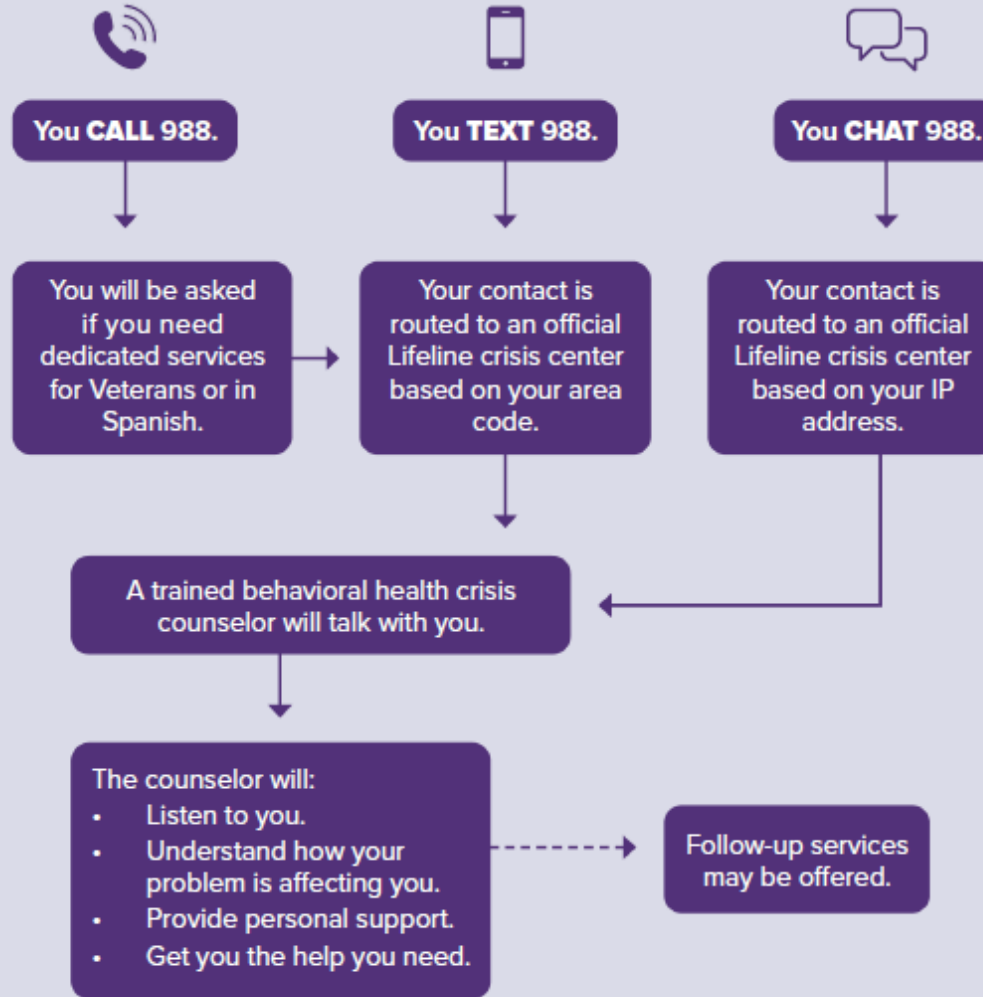 You CALL 988.
You TEXT 988.
You CHAT 988.
You will be asked
if you need
dedicated services
for Veterans or in
Spanish.
Your contact is
routed to an official
Lifeline crisis center
based on your area
code.
Your contact is
routed to an official
Lifeline crisis center
based on your IP
address.
A trained behavioral health crisis
counselor will talk with you.
The counselor will:
• Listen to you.
• Understand how your
problem is affecting you.
• Provide personal support.
• Get you the help you need.
Follow-up services
may be offered.